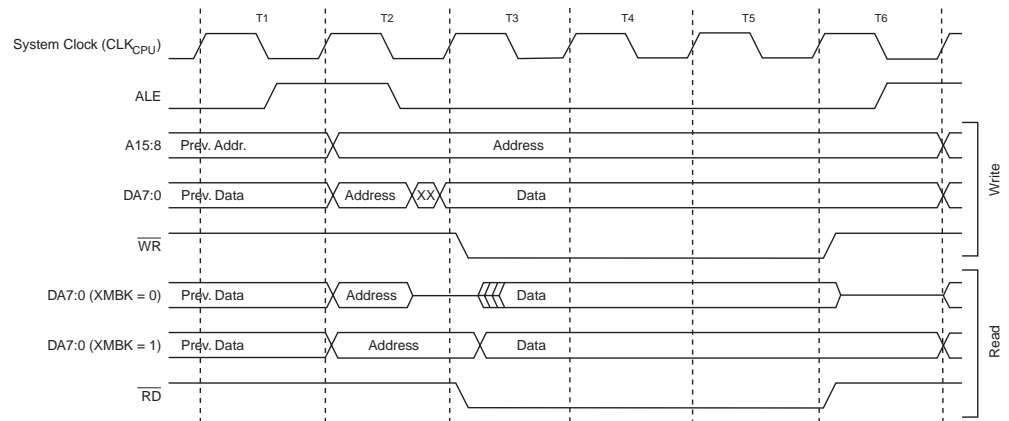 T1 T2 T3 T4 T5 T6
System Clock (CLKCPU)
ALE
A15:8 Prev. Addr. Address
DA7:0 Prev. Data Address XX Data
WR
Write
DA7:0 (XMBK = 0) Prev. Data Address Data
DA7:0 (XMBK = 1) Prev. Data Address Data
RD
Read